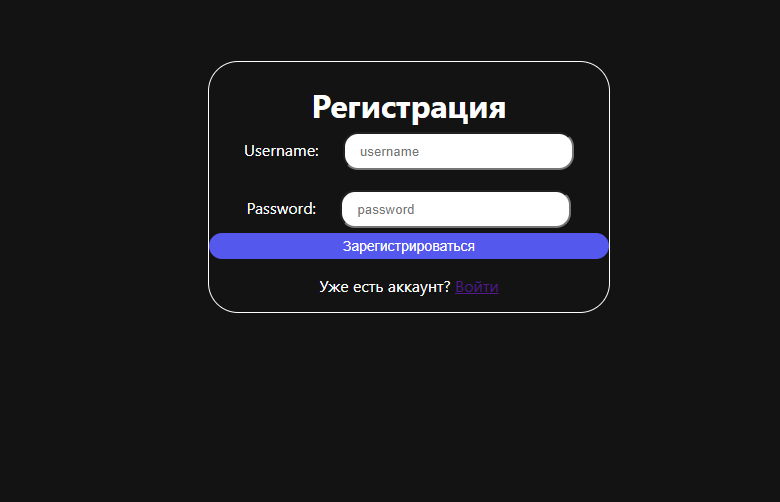 Регистрация
Username: username
Password: password
Зарегистрироваться
Уже есть аккаунт? Войти